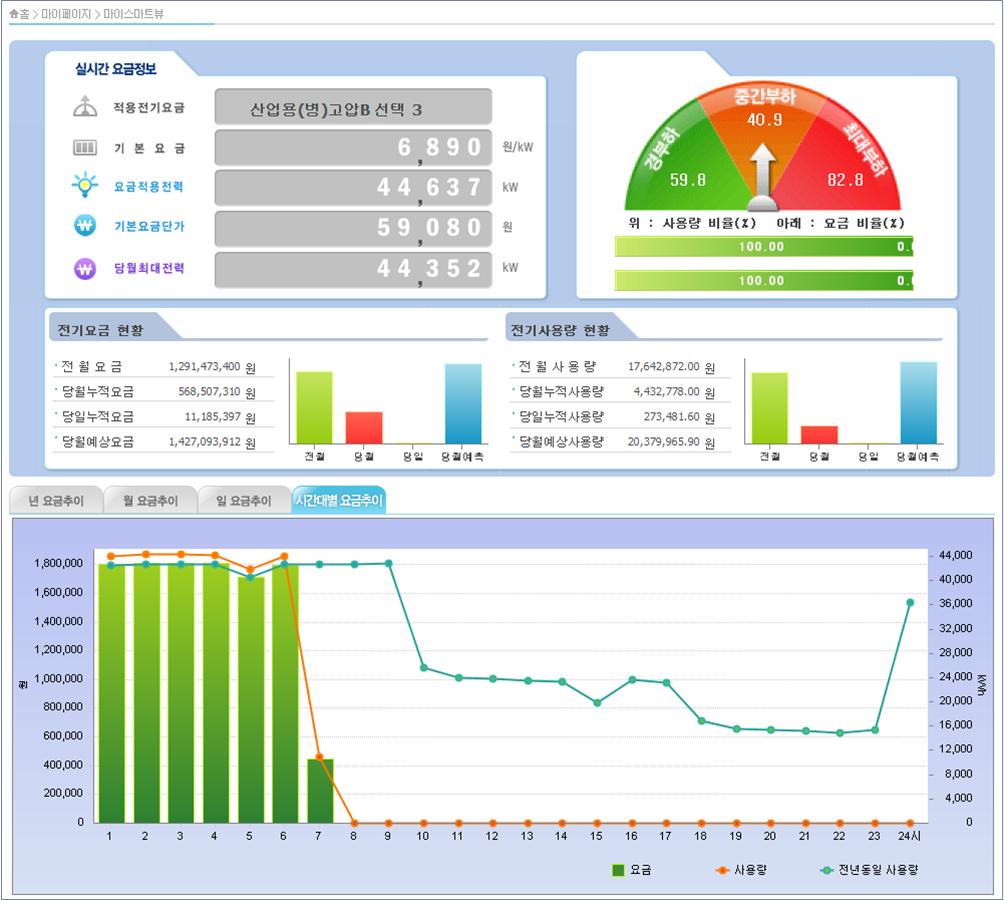 홈 > 마이페이지 > 마이스마트뷰
실시간 요금정보
적용전기요금 산업용(병)고압B 선택 3
기 본 요 금 6,890 원/kW
요금적용전력 44,637 kW
기본요금단가 59,080 원
당월최대전력 44,352 kW
경부하 59.8
중간부하 40.9
최대부하 82.8
위 : 사용량 비율(%) 아래 : 요금 비율(%)
100.00 0.
100.00 0.
전기요금 현황
전 월 요 금 1,291,473,400 원
당월누적요금 568,507,310 원
당일누적요금 11,185,397 원
당월예상요금 1,427,093,912 원
전월 당월 당일 당월예측
전기사용량 현황
전 월 사 용 량 17,642,872.00 원
당월누적사용량 4,432,778.00 원
당일누적사용량 273,481.60 원
당월예상사용량 20,379,965.90 원
전월 당월 당일 당월예측
년 요금추이 월 요금추이 일 요금추이 시간대별 요금추이
원
1,800,000
1,600,000
1,400,000
1,200,000
1,000,000
800,000
600,000
400,000
200,000
0
44,000
40,000
36,000
32,000
28,000
24,000
20,000
16,000
12,000
8,000
4,000
0
kWh
1 2 3 4 5 6 7 8 9 10 11 12 13 14 15 16 17 18 19 20 21 22 23 24시
요금 사용량 전년동일 사용량